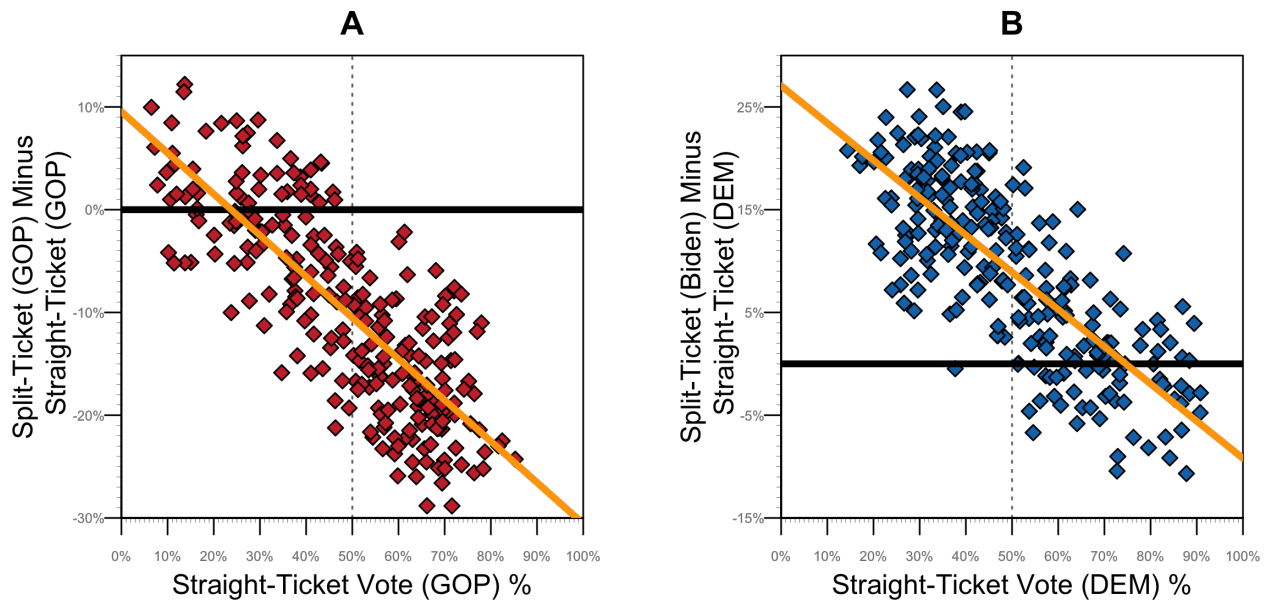 A
Split-Ticket (GOP) Minus
Straight-Ticket (GOP)
10%
0%
-10%
-20%
-30%
0% 10% 20% 30% 40% 50% 60% 70% 80% 90% 100%
Straight-Ticket Vote (GOP) %
B
Split-Ticket (Biden) Minus
Straight-Ticket (DEM)
25%
15%
5%
-5%
-15%
0% 10% 20% 30% 40% 50% 60% 70% 80% 90% 100%
Straight-Ticket Vote (DEM) %